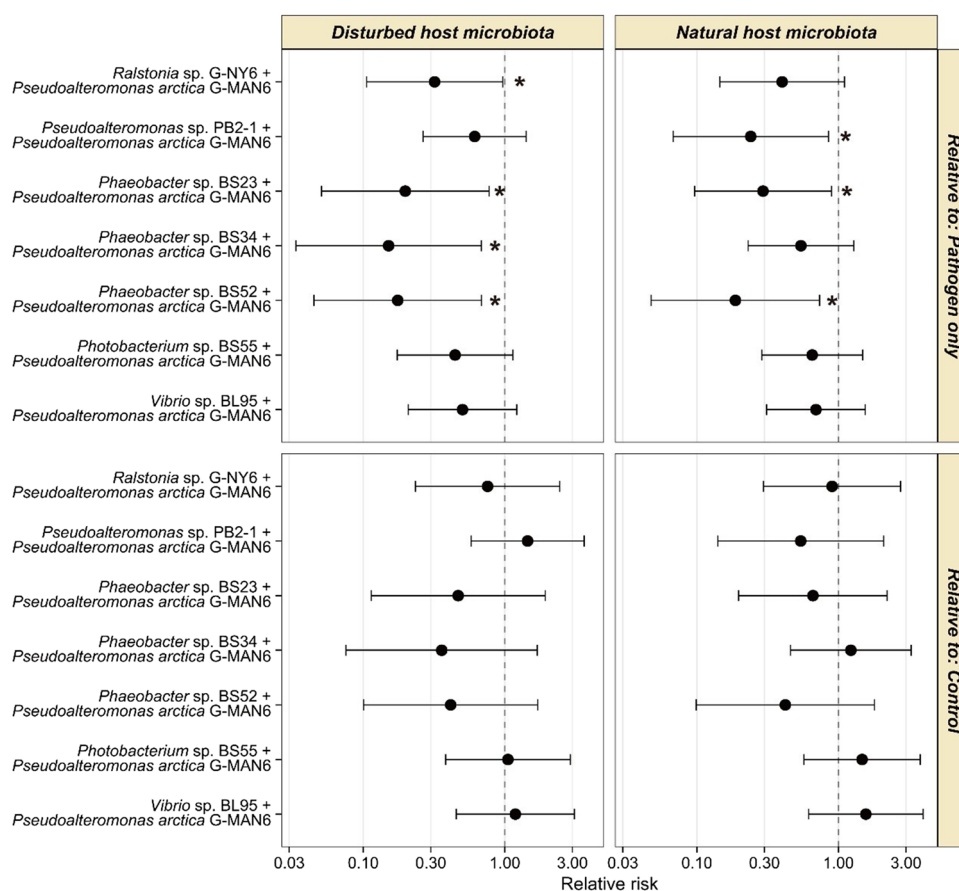 Disturbed host microbiota
Natural host microbiota
Ralstonia sp. G-NY6 +
Pseudoalteromonas arctica G-MAN6
*
Pseudoalteromonas sp. PB2-1 +
Pseudoalteromonas arctica G-MAN6
*
Phaeobacter sp. BS23 +
Pseudoalteromonas arctica G-MAN6
*
*
Phaeobacter sp. BS34 +
Pseudoalteromonas arctica G-MAN6
*
Phaeobacter sp. BS52 +
Pseudoalteromonas arctica G-MAN6
*
*
Photobacterium sp. BS55 +
Pseudoalteromonas arctica G-MAN6
Vibrio sp. BL95 +
Pseudoalteromonas arctica G-MAN6
Relative to: Pathogen only
Ralstonia sp. G-NY6 +
Pseudoalteromonas arctica G-MAN6
Pseudoalteromonas sp. PB2-1 +
Pseudoalteromonas arctica G-MAN6
Phaeobacter sp. BS23 +
Pseudoalteromonas arctica G-MAN6
Phaeobacter sp. BS34 +
Pseudoalteromonas arctica G-MAN6
Phaeobacter sp. BS52 +
Pseudoalteromonas arctica G-MAN6
Photobacterium sp. BS55 +
Pseudoalteromonas arctica G-MAN6
Vibrio sp. BL95 +
Pseudoalteromonas arctica G-MAN6
Relative to: Control
0.03 0.10 0.30 1.00 3.00
0.03 0.10 0.30 1.00 3.00
Relative risk